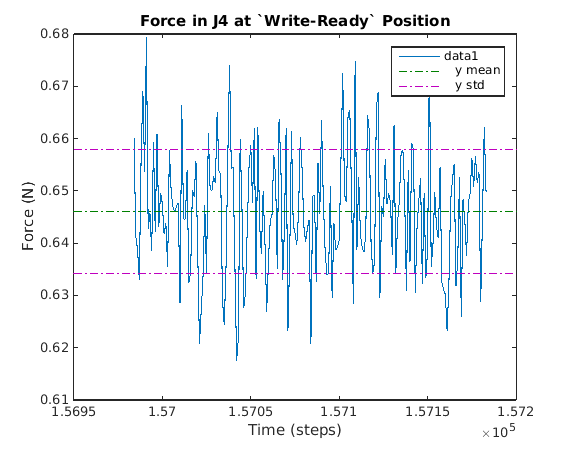 Force in J4 at `Write-Ready` Position
0.68
0.67
0.66
0.65
0.64
0.63
0.62
0.61
Force (N)
data1
y mean
y std
1.5695
1.57
1.5705
1.571
1.5715
1.572
Time (steps)
×10⁵